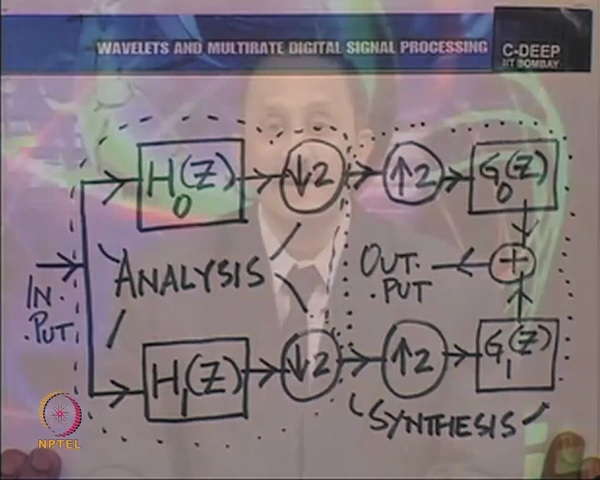 WAVELETS AND MULTIRATE DIGITAL SIGNAL PROCESSING
C-DEEP
IIT BOMBAY
H0(Z) ↓2 ↑2 G0(Z)
IN.
.PUT
ANALYSIS
OUT.
.PUT
+
H1(Z) ↓2 ↑2 G1(Z)
SYNTHESIS
NPTEL